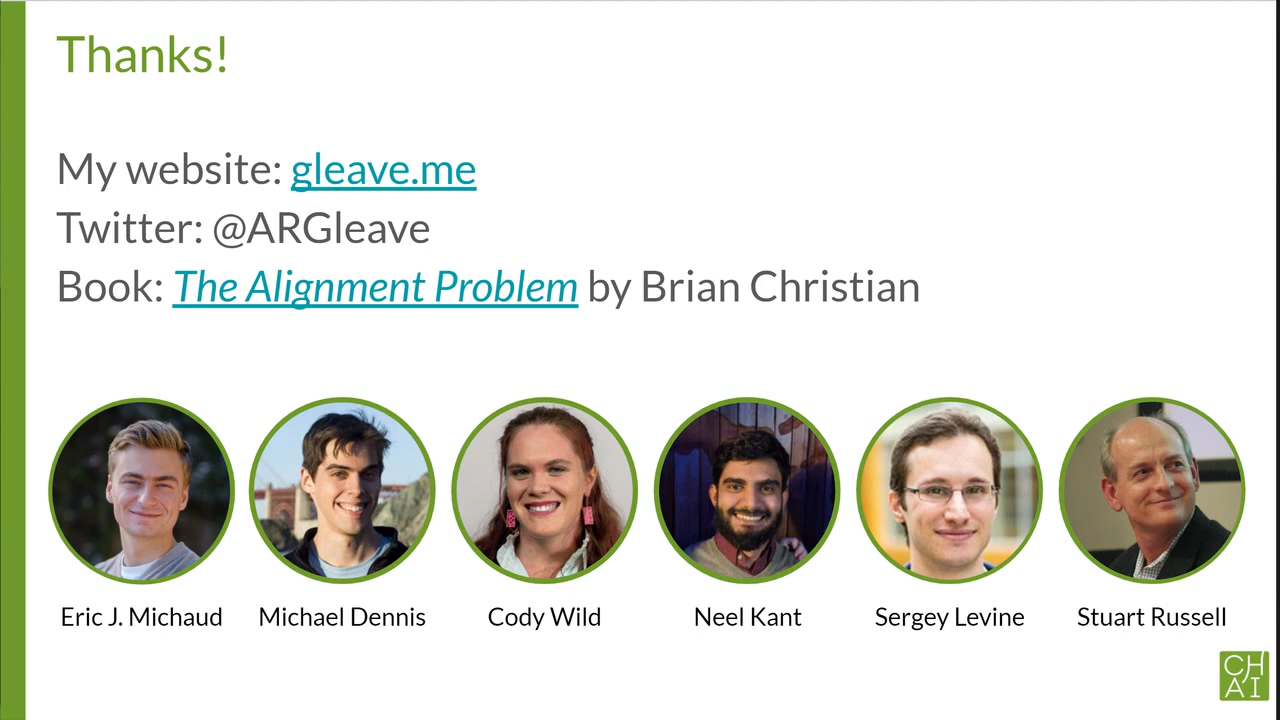 Thanks!
My website: gleave.me
Twitter: @ARGleave
Book: The Alignment Problem by Brian Christian
Eric J. Michaud
Michael Dennis
Cody Wild
Neel Kant
Sergey Levine
Stuart Russell
CH
AI